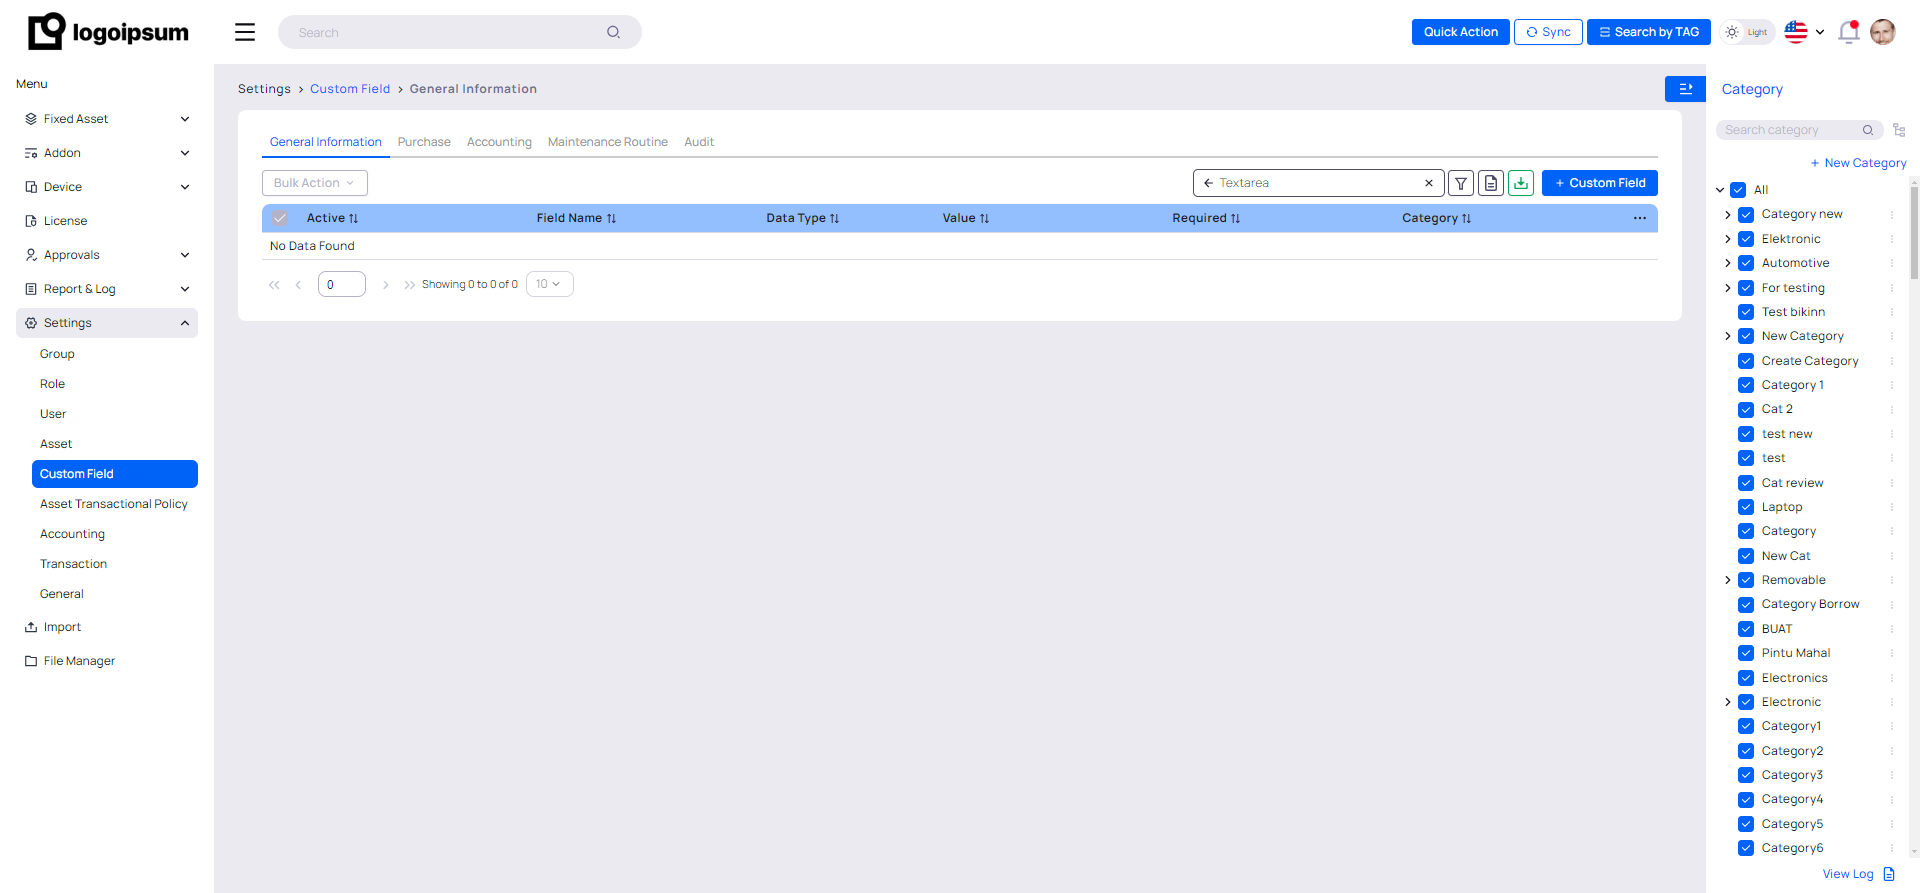 logoipsum
Search
Quick Action
Sync
Search by TAG
Light
Menu
Fixed Asset
Addon
Device
License
Approvals
Report & Log
Settings
Group
Role
User
Asset
Custom Field
Asset Transactional Policy
Accounting
Transaction
General
Import
File Manager
Settings > Custom Field > General Information
General Information Purchase Accounting Maintenance Routine Audit
Bulk Action
Textarea
+ Custom Field
Active Field Name Data Type Value Required Category ...
No Data Found
0 Showing 0 to 0 of 0 10
Category
Search category
+ New Category
All
Category new
Elektronic
Automotive
For testing
Test bikinn
New Category
Create Category
Category 1
Cat 2
test new
test
Cat review
Laptop
Category
New Cat
Removable
Category Borrow
BUAT
Pintu Mahal
Electronics
Electronic
Category1
Category2
Category3
Category4
Category5
Category6
View Log